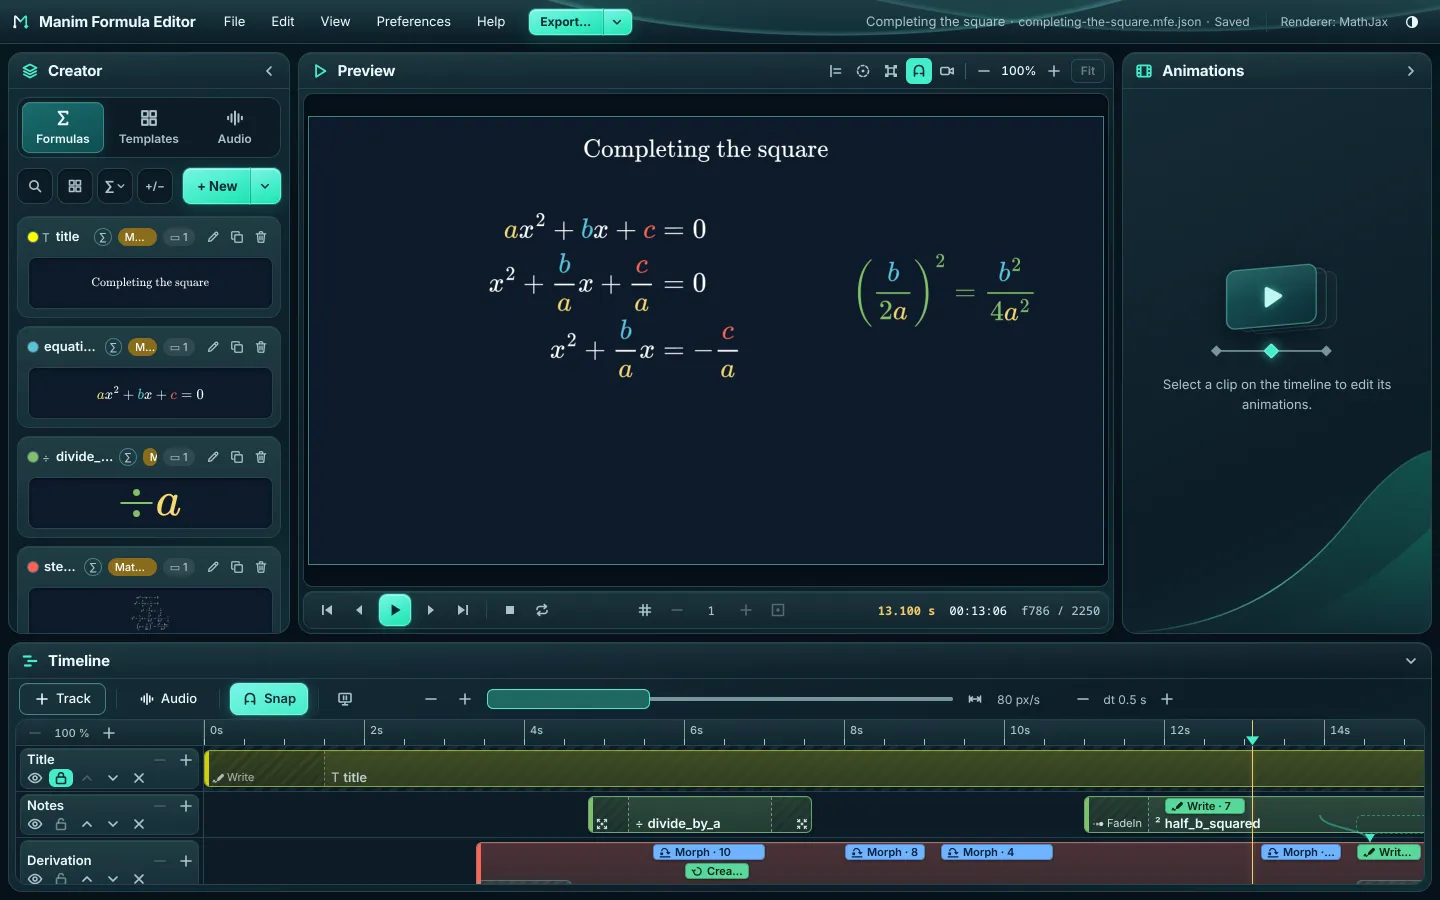 Manim Formula Editor File Edit View Preferences Help Export... Completing the square · completing-the-square.mfe.json · Saved Renderer: MathJax
Creator
Formulas Templates Audio
Σ +/− + New
T title Σ M... 1
Completing the square
equati... Σ M... 1
ax² + bx + c = 0
÷ divide_... Σ M 1
÷a
ste... Σ Mat... 1
Preview 100% Fit
Completing the square
ax² + bx + c = 0
x² + b/a x + c/a = 0
x² + b/a x = −c/a
(b/2a)² = b²/4a²
1 13.100 s 00:13:06 f786 / 2250
Animations
Select a clip on the timeline to edit its
animations.
Timeline
+ Track Audio Snap 80 px/s dt 0.5 s
100 % 0s 2s 4s 6s 8s 10s 12s 14s
Title
Write T title
Notes
÷ divide_by_a FadeIn ² half_b_squared Write · 7
Derivation
Morph · 10 Morph · 8 Morph · 4 Morph ·... Writ...
Crea...